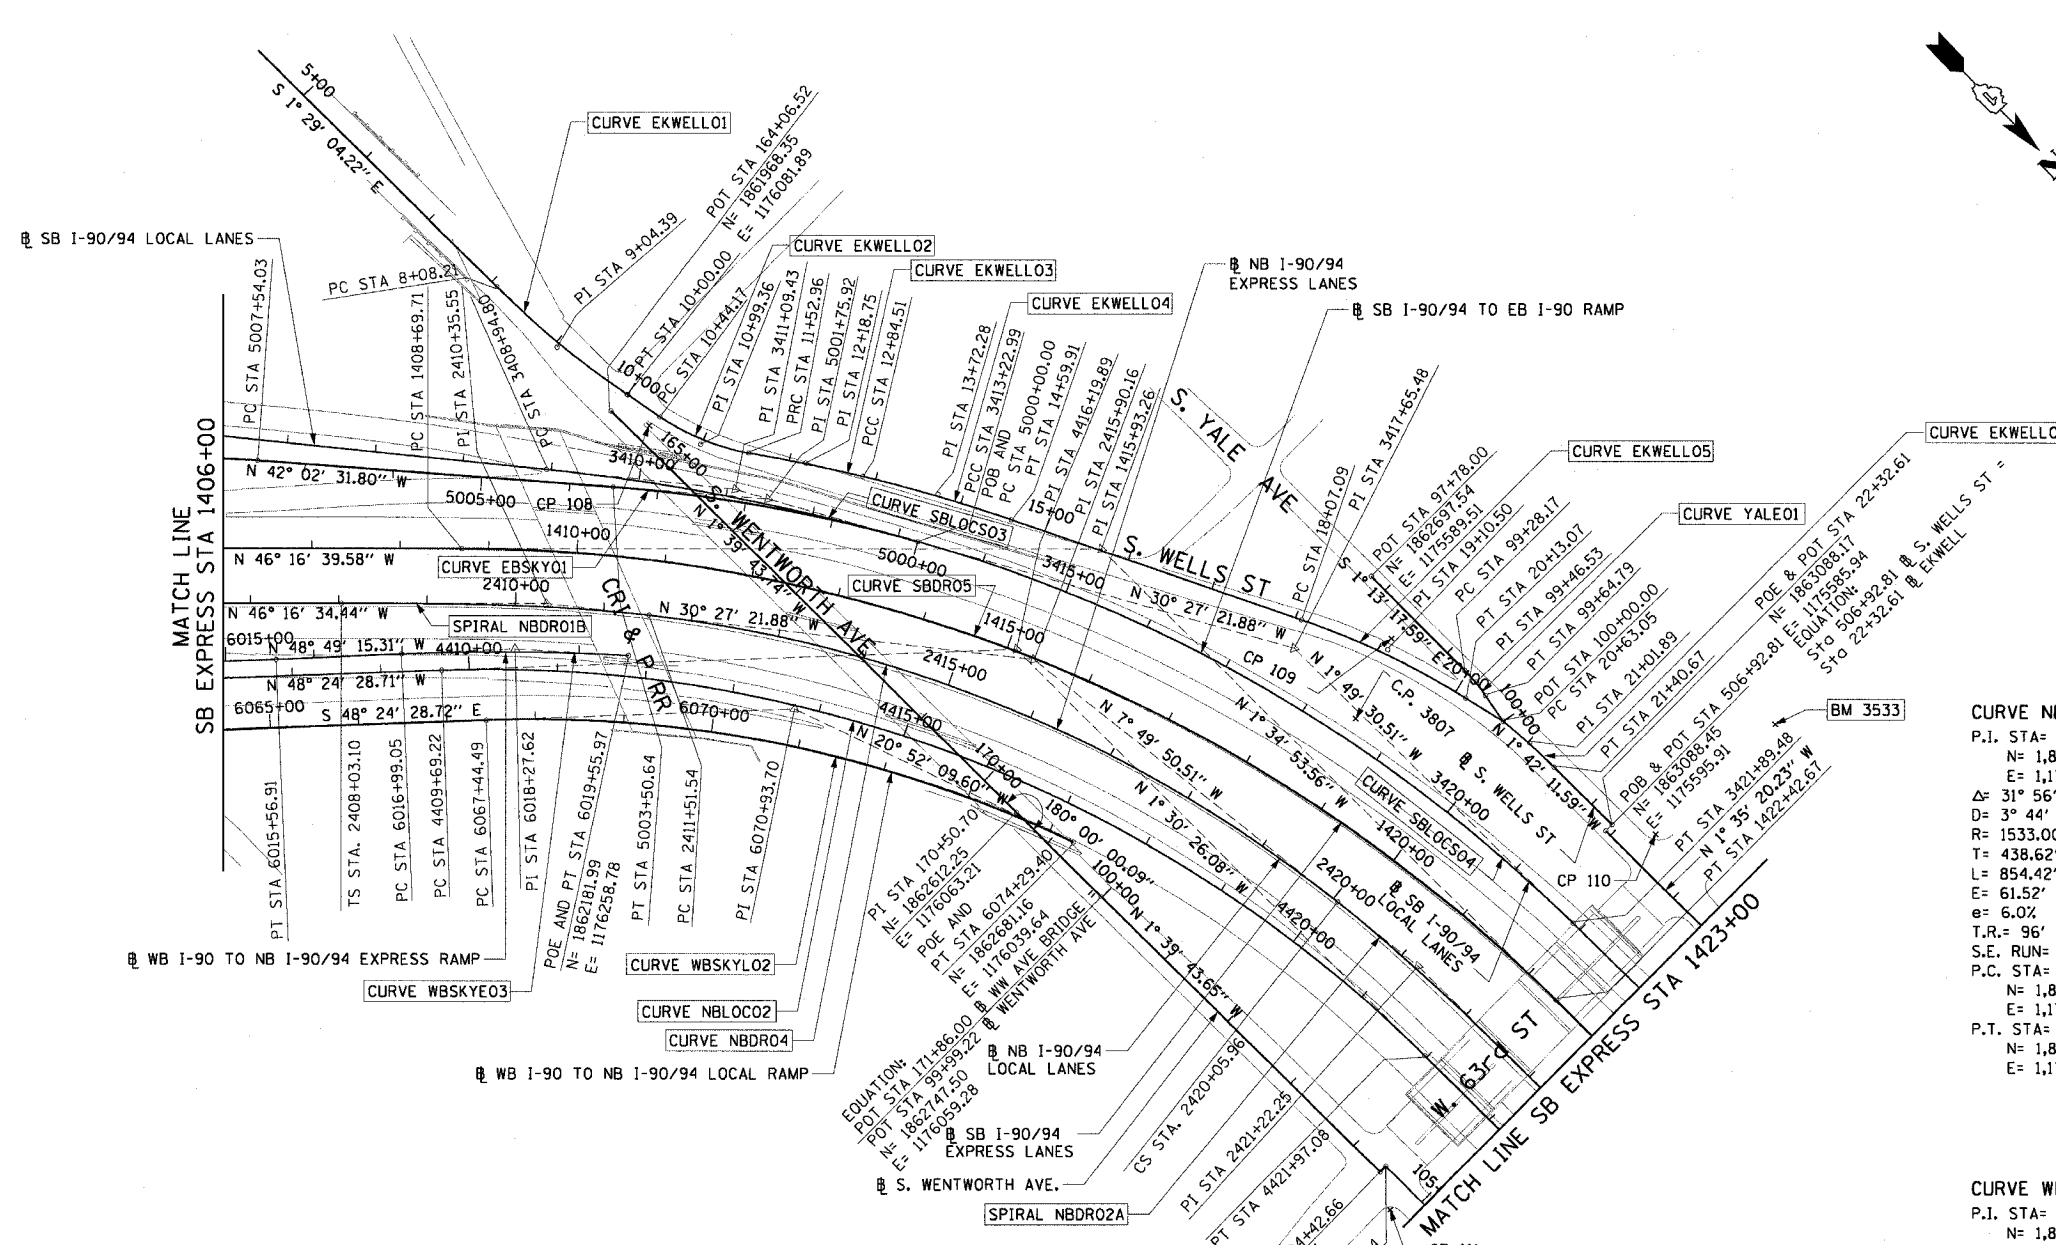 5+00
S 1° 29' 04.22" E
CURVE EKWELL01
POT STA 164+06.52
N= 1861968.35
E= 1176081.89
PI STA 9+04.39
PC STA 8+08.21
℄ SB I-90/94 LOCAL LANES
PC STA 5007+54.03
PC STA 1408+69.71
PI STA 2410+35.55
PC STA 3408+94.80
PT STA 10+00.00
10+00
PC STA 10+44.17
PI STA 10+99.36
PI STA 3411+09.43
PRC STA 11+52.96
PI STA 5001+75.92
PI STA 12+18.75
PCC STA 12+84.51
CURVE EKWELL02
CURVE EKWELL03
CURVE EKWELL04
℄ NB I-90/94
EXPRESS LANES
℄ SB I-90/94 TO EB I-90 RAMP
PI STA 13+72.28
PCC STA 3413+22.99
POB AND
PC STA 5000+00.00
PT STA 14+59.91
PI STA 4416+19.89
PI STA 2415+90.16
PI STA 1415+93.26
S. YALE
AVE
PC STA 18+07.09
PI STA 3417+65.48
POT STA 97+78.00
N= 1862697.54
E= 1175589.51
PI STA 19+10.50
PC STA 99+28.17
PT STA 20+13.07
PI STA 99+46.53
PT STA 99+64.79
POT STA 100+00.00
PC STA 20+63.05
PI STA 21+01.89
PT STA 21+40.67
CURVE EKWELL05
CURVE YALE01
CURVE EKWELL0
POE & POT STA 22+32.61
N= 1863088.17
E= 1175585.94
EQUATION:
Sta 506+92.81 ℄ S. WELLS ST =
Sta 22+32.61 ℄ EKWELL
POB & POT STA 506+92.81
N= 1863088.45
E= 1175595.91
BM 3533
PT STA 3421+89.48
N 1° 35' 20.23" W
PT STA 1422+42.67
MATCH LINE
SB EXPRESS STA 1406+00
N 42° 02' 31.80" W
5005+00
CP 108
3410+00
165+00
1410+00
N 46° 16' 39.58" W
CURVE EBSKY01
2410+00
N 46° 16' 34.44" W
SPIRAL NBDR01B
6015+00
N 48° 49' 15.31" W
4410+00
N 48° 24' 28.71" W
6065+00
S 48° 24' 28.72" E
CRI & P RR
S. WENTWORTH AVE
N 1° 39' 43.74" W
CURVE SBLOCS03
5000+00
CURVE SBDR05
N 30° 27' 21.88" W
1415+00
2415+00
4415+00
6070+00
N 20° 52' 09.60" W
170+00
15+00
S. WELLS ST
3415+00
N 30° 27' 21.88" W
CP 109
S 1° 13' 17.59" E
20+00
100+00
N 1° 49' 30.51" W
C.P. 3807
℄ S. WELLS ST
N 1° 42' 11.59" W
N 7° 49' 50.51" W
N 1° 34' 53.56" W
3420+00
CURVE SBLOCS04
1420+00
N 1° 30' 26.08" W
2420+00
4420+00
℄ SB I-90/94
LOCAL LANES
CP 110
180° 00' 00.09"
100+00
N 1° 39' 43.65" W
PT STA 6015+56.91
TS STA. 2408+03.10
PC STA 6016+99.05
PC STA 4409+69.22
PC STA 6067+44.49
PI STA 6018+27.62
POE AND PT STA 6019+55.97
N= 1862181.99
E= 1176258.78
PT STA 5003+50.64
PC STA 2411+51.54
PI STA 6070+93.70
℄ WB I-90 TO NB I-90/94 EXPRESS RAMP
CURVE WBSKYE03
CURVE WBSKYL02
CURVE NBLOC02
CURVE NBDR04
℄ WB I-90 TO NB I-90/94 LOCAL RAMP
PI STA 170+50.70
N= 1862612.25
E= 1176063.21
POE AND
PT STA 6074+29.40
N= 1862681.16
E= 1176039.64
EQUATION:
POT STA 171+86.00 ℄ WW AVE BRIDGE =
POT STA 99+99.22 ℄ WENTWORTH AVE
N= 1862747.50
E= 1176059.28
℄ NB I-90/94
LOCAL LANES
℄ SB I-90/94
EXPRESS LANES
℄ S. WENTWORTH AVE.
SPIRAL NBDR02A
CS STA. 2420+05.96
PI STA 2421+22.25
PT STA 4421+97.08
4+42.66
W. 63rd ST
105
MATCH LINE SB EXPRESS STA 1423+00
N
CURVE N
P.I. STA=
N= 1,8
E= 1,1
Δ= 31° 56'
D= 3° 44'
R= 1533.00
T= 438.62'
L= 854.42'
E= 61.52'
e= 6.0%
T.R.= 96'
S.E. RUN=
P.C. STA=
N= 1,8
E= 1,1
P.T. STA=
N= 1,8
E= 1,1
CURVE W
P.I. STA=
N= 1,8